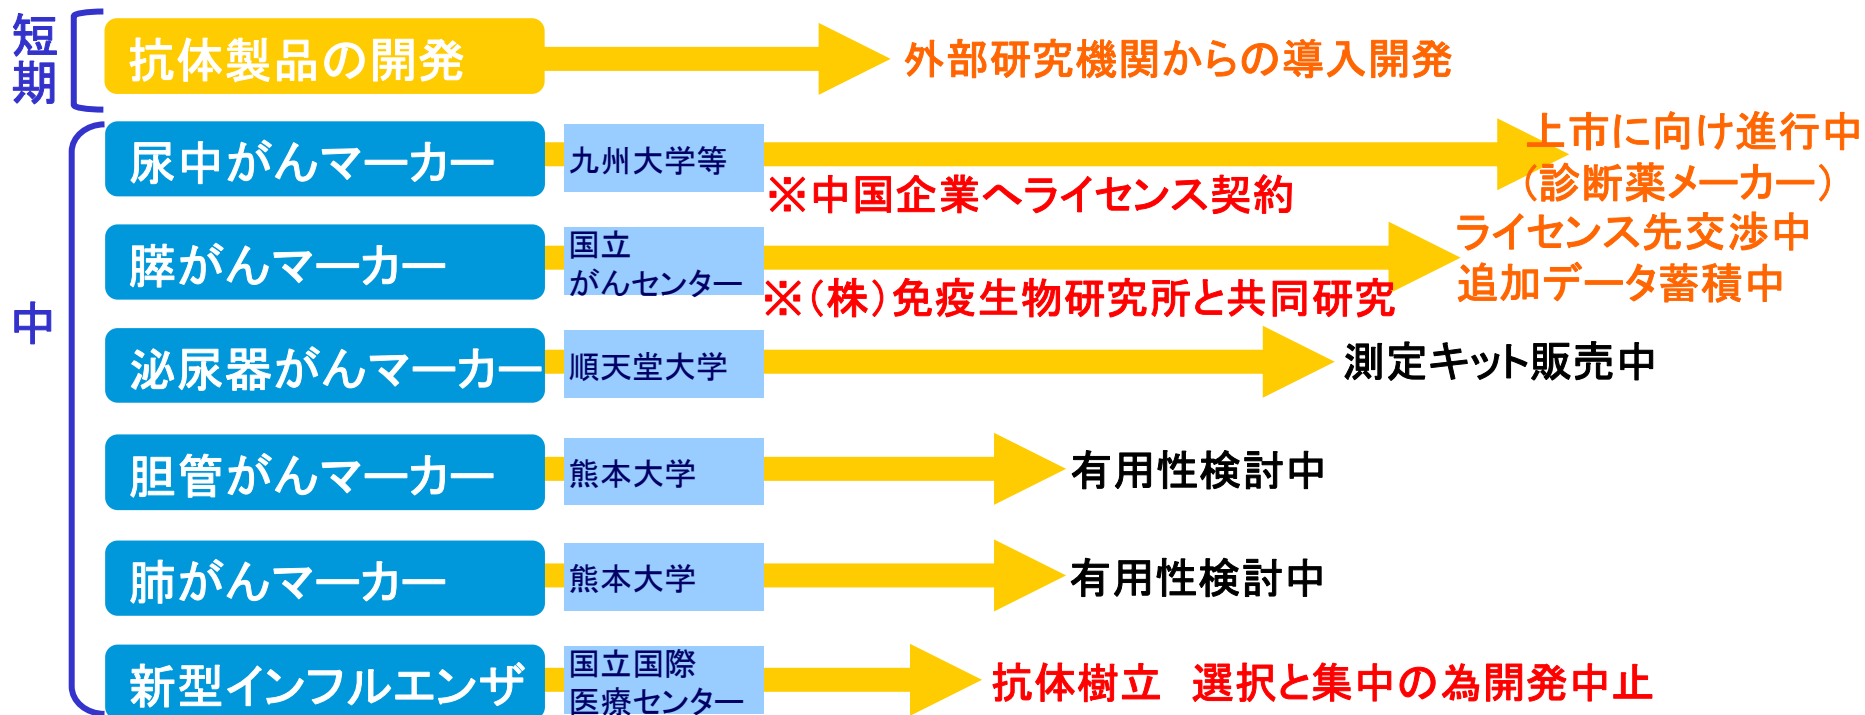 短期
抗体製品の開発
外部研究機関からの導入開発
中
尿中がんマーカー
九州大学等
上市に向け進行中
（診断薬メーカー）
※中国企業へライセンス契約
膵がんマーカー
国立
がんセンター
ライセンス先交渉中
追加データ蓄積中
※（株）免疫生物研究所と共同研究
泌尿器がんマーカー
順天堂大学
測定キット販売中
胆管がんマーカー
熊本大学
有用性検討中
肺がんマーカー
熊本大学
有用性検討中
新型インフルエンザ
国立国際
医療センター
抗体樹立　選択と集中の為開発中止